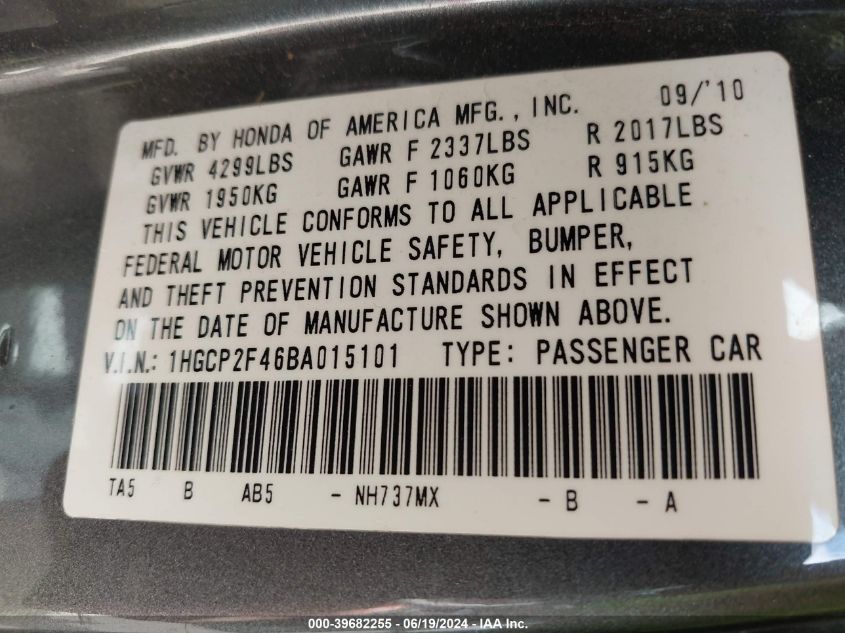 MFD. BY HONDA OF AMERICA MFG., INC. 09/'10
GVWR 4299LBS GAWR F 2337LBS R 2017LBS
GVWR 1950KG GAWR F 1060KG R 915KG
THIS VEHICLE CONFORMS TO ALL APPLICABLE
FEDERAL MOTOR VEHICLE SAFETY, BUMPER,
AND THEFT PREVENTION STANDARDS IN EFFECT
ON THE DATE OF MANUFACTURE SHOWN ABOVE.
V.I.N.: 1HGCP2F46BA015101 TYPE: PASSENGER CAR
TA5 B AB5 - NH737MX - B - A
000-39682255 - 06/19/2024 - IAA Inc.